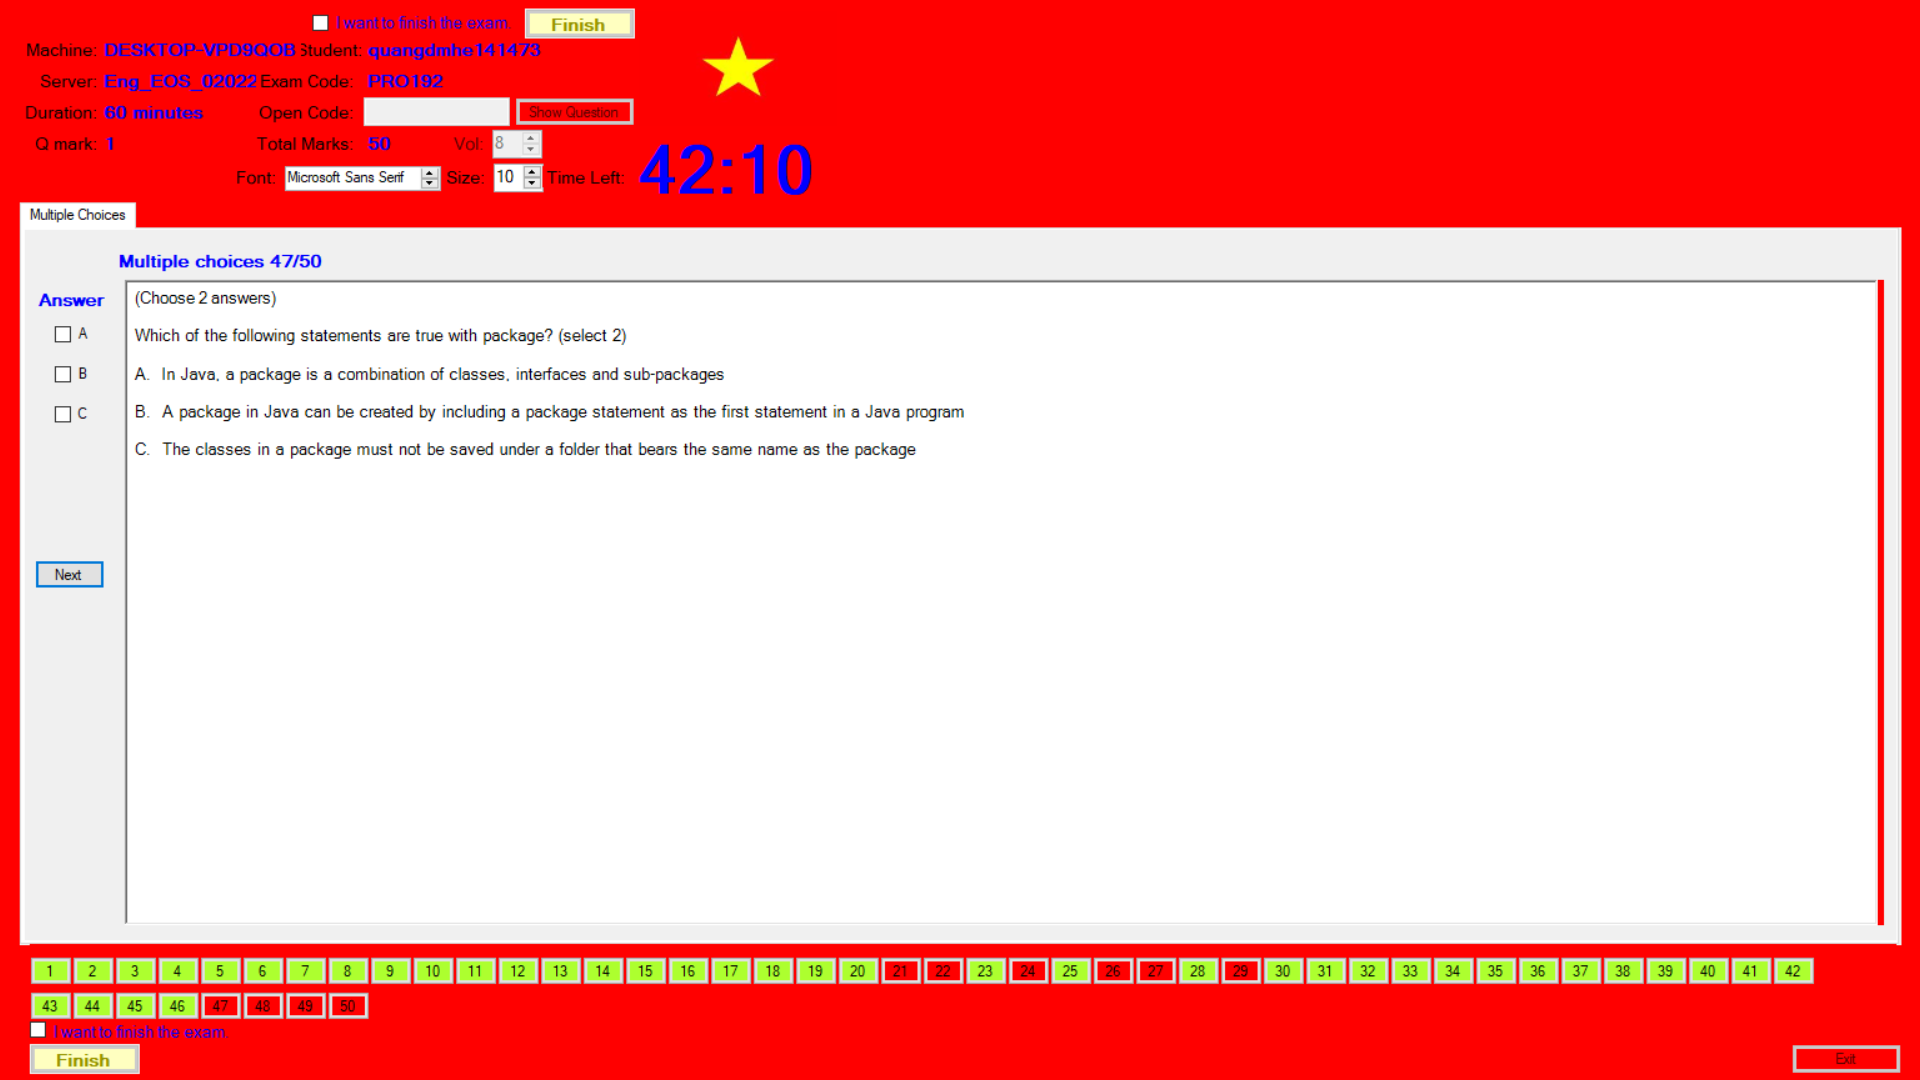 I want to finish the exam.
Finish
Machine: DESKTOP-VPD9QOB Student: quangdmhe141473
Server: Eng_EOS_02022 Exam Code: PRO192
Duration: 60 minutes Open Code: Show Question
Q mark: 1 Total Marks: 50 Vol: 8
Font: Microsoft Sans Serif Size: 10 Time Left: 42:10
Multiple Choices
Multiple choices 47/50
Answer
A
B
C
Next
(Choose 2 answers)
Which of the following statements are true with package? (select 2)
A. In Java, a package is a combination of classes, interfaces and sub-packages
B. A package in Java can be created by including a package statement as the first statement in a Java program
C. The classes in a package must not be saved under a folder that bears the same name as the package
1 2 3 4 5 6 7 8 9 10 11 12 13 14 15 16 17 18 19 20 21 22 23 24 25 26 27 28 29 30 31 32 33 34 35 36 37 38 39 40 41 42
43 44 45 46 47 48 49 50
I want to finish the exam.
Finish
Exit